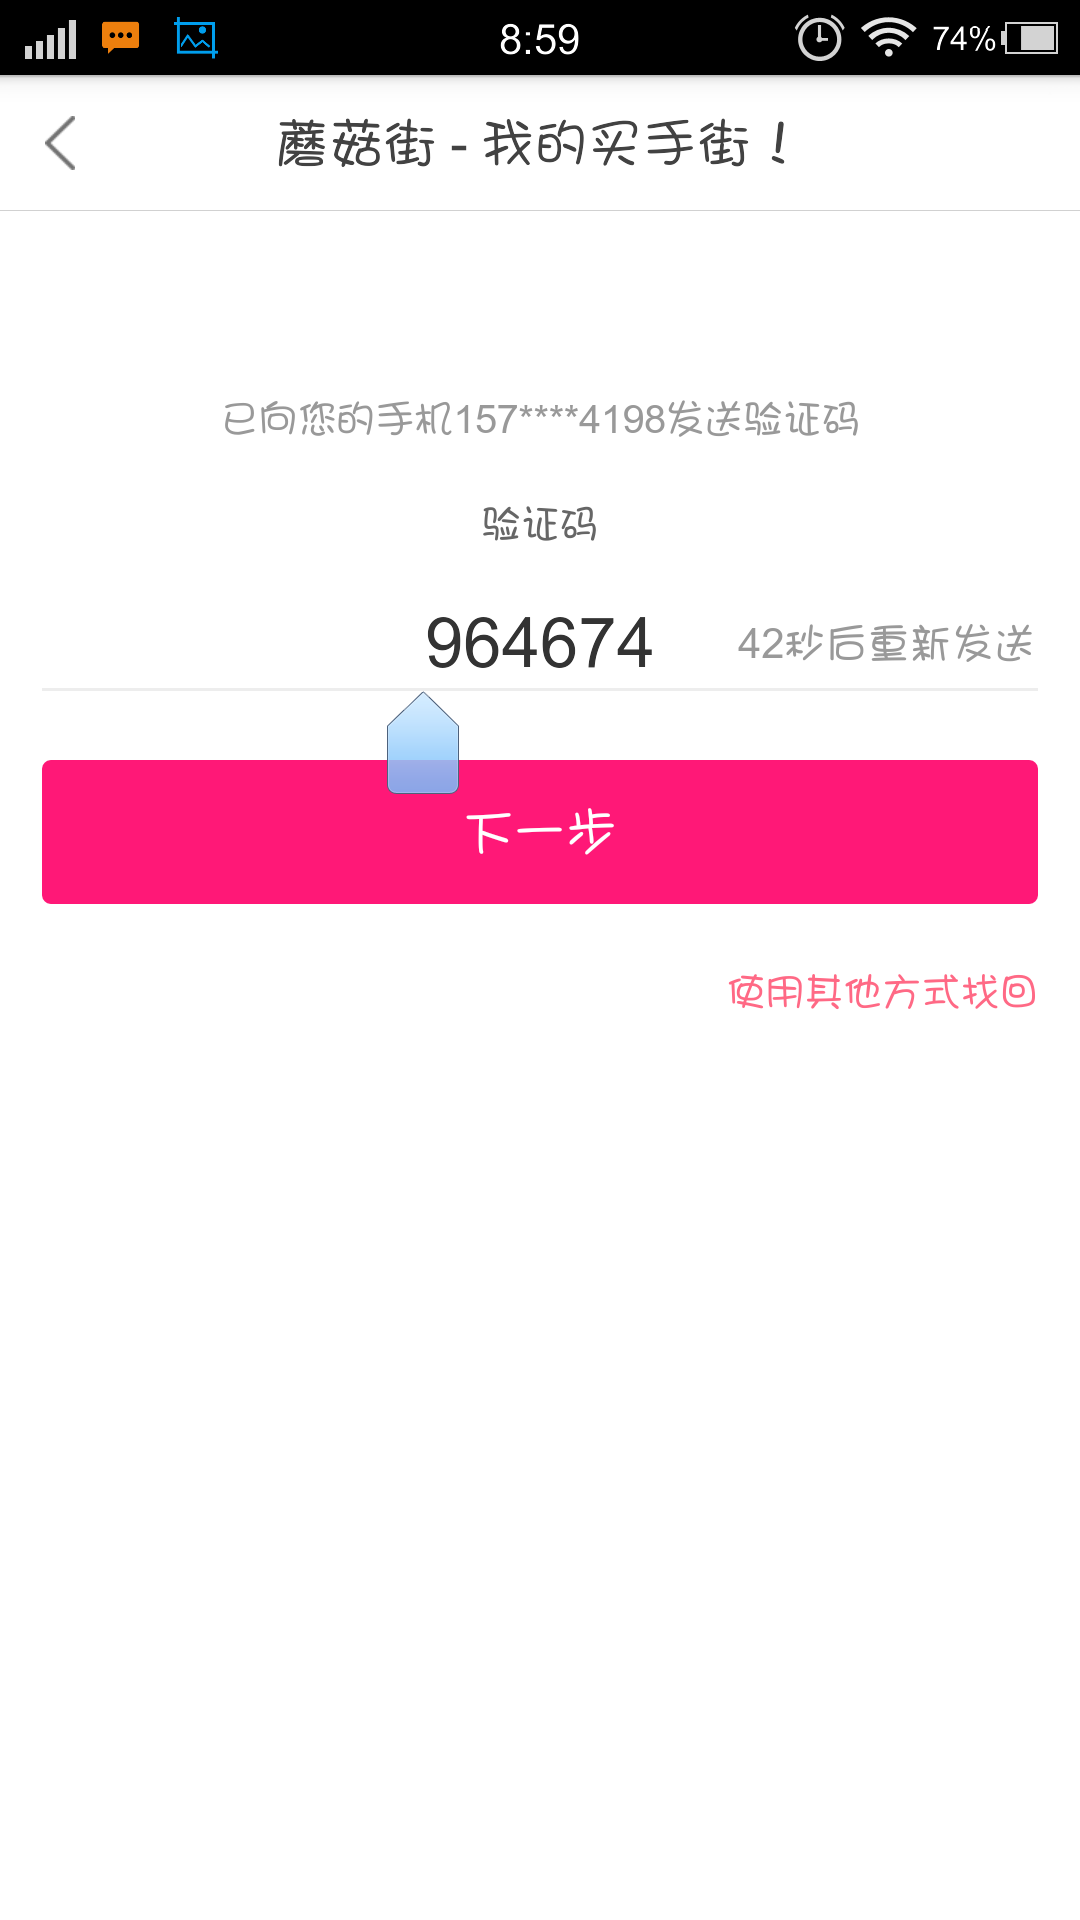 8:59
74%
蘑菇街 - 我的买手街！
已向您的手机157****4198发送验证码
验证码
964674
42秒后重新发送
下一步
使用其他方式找回